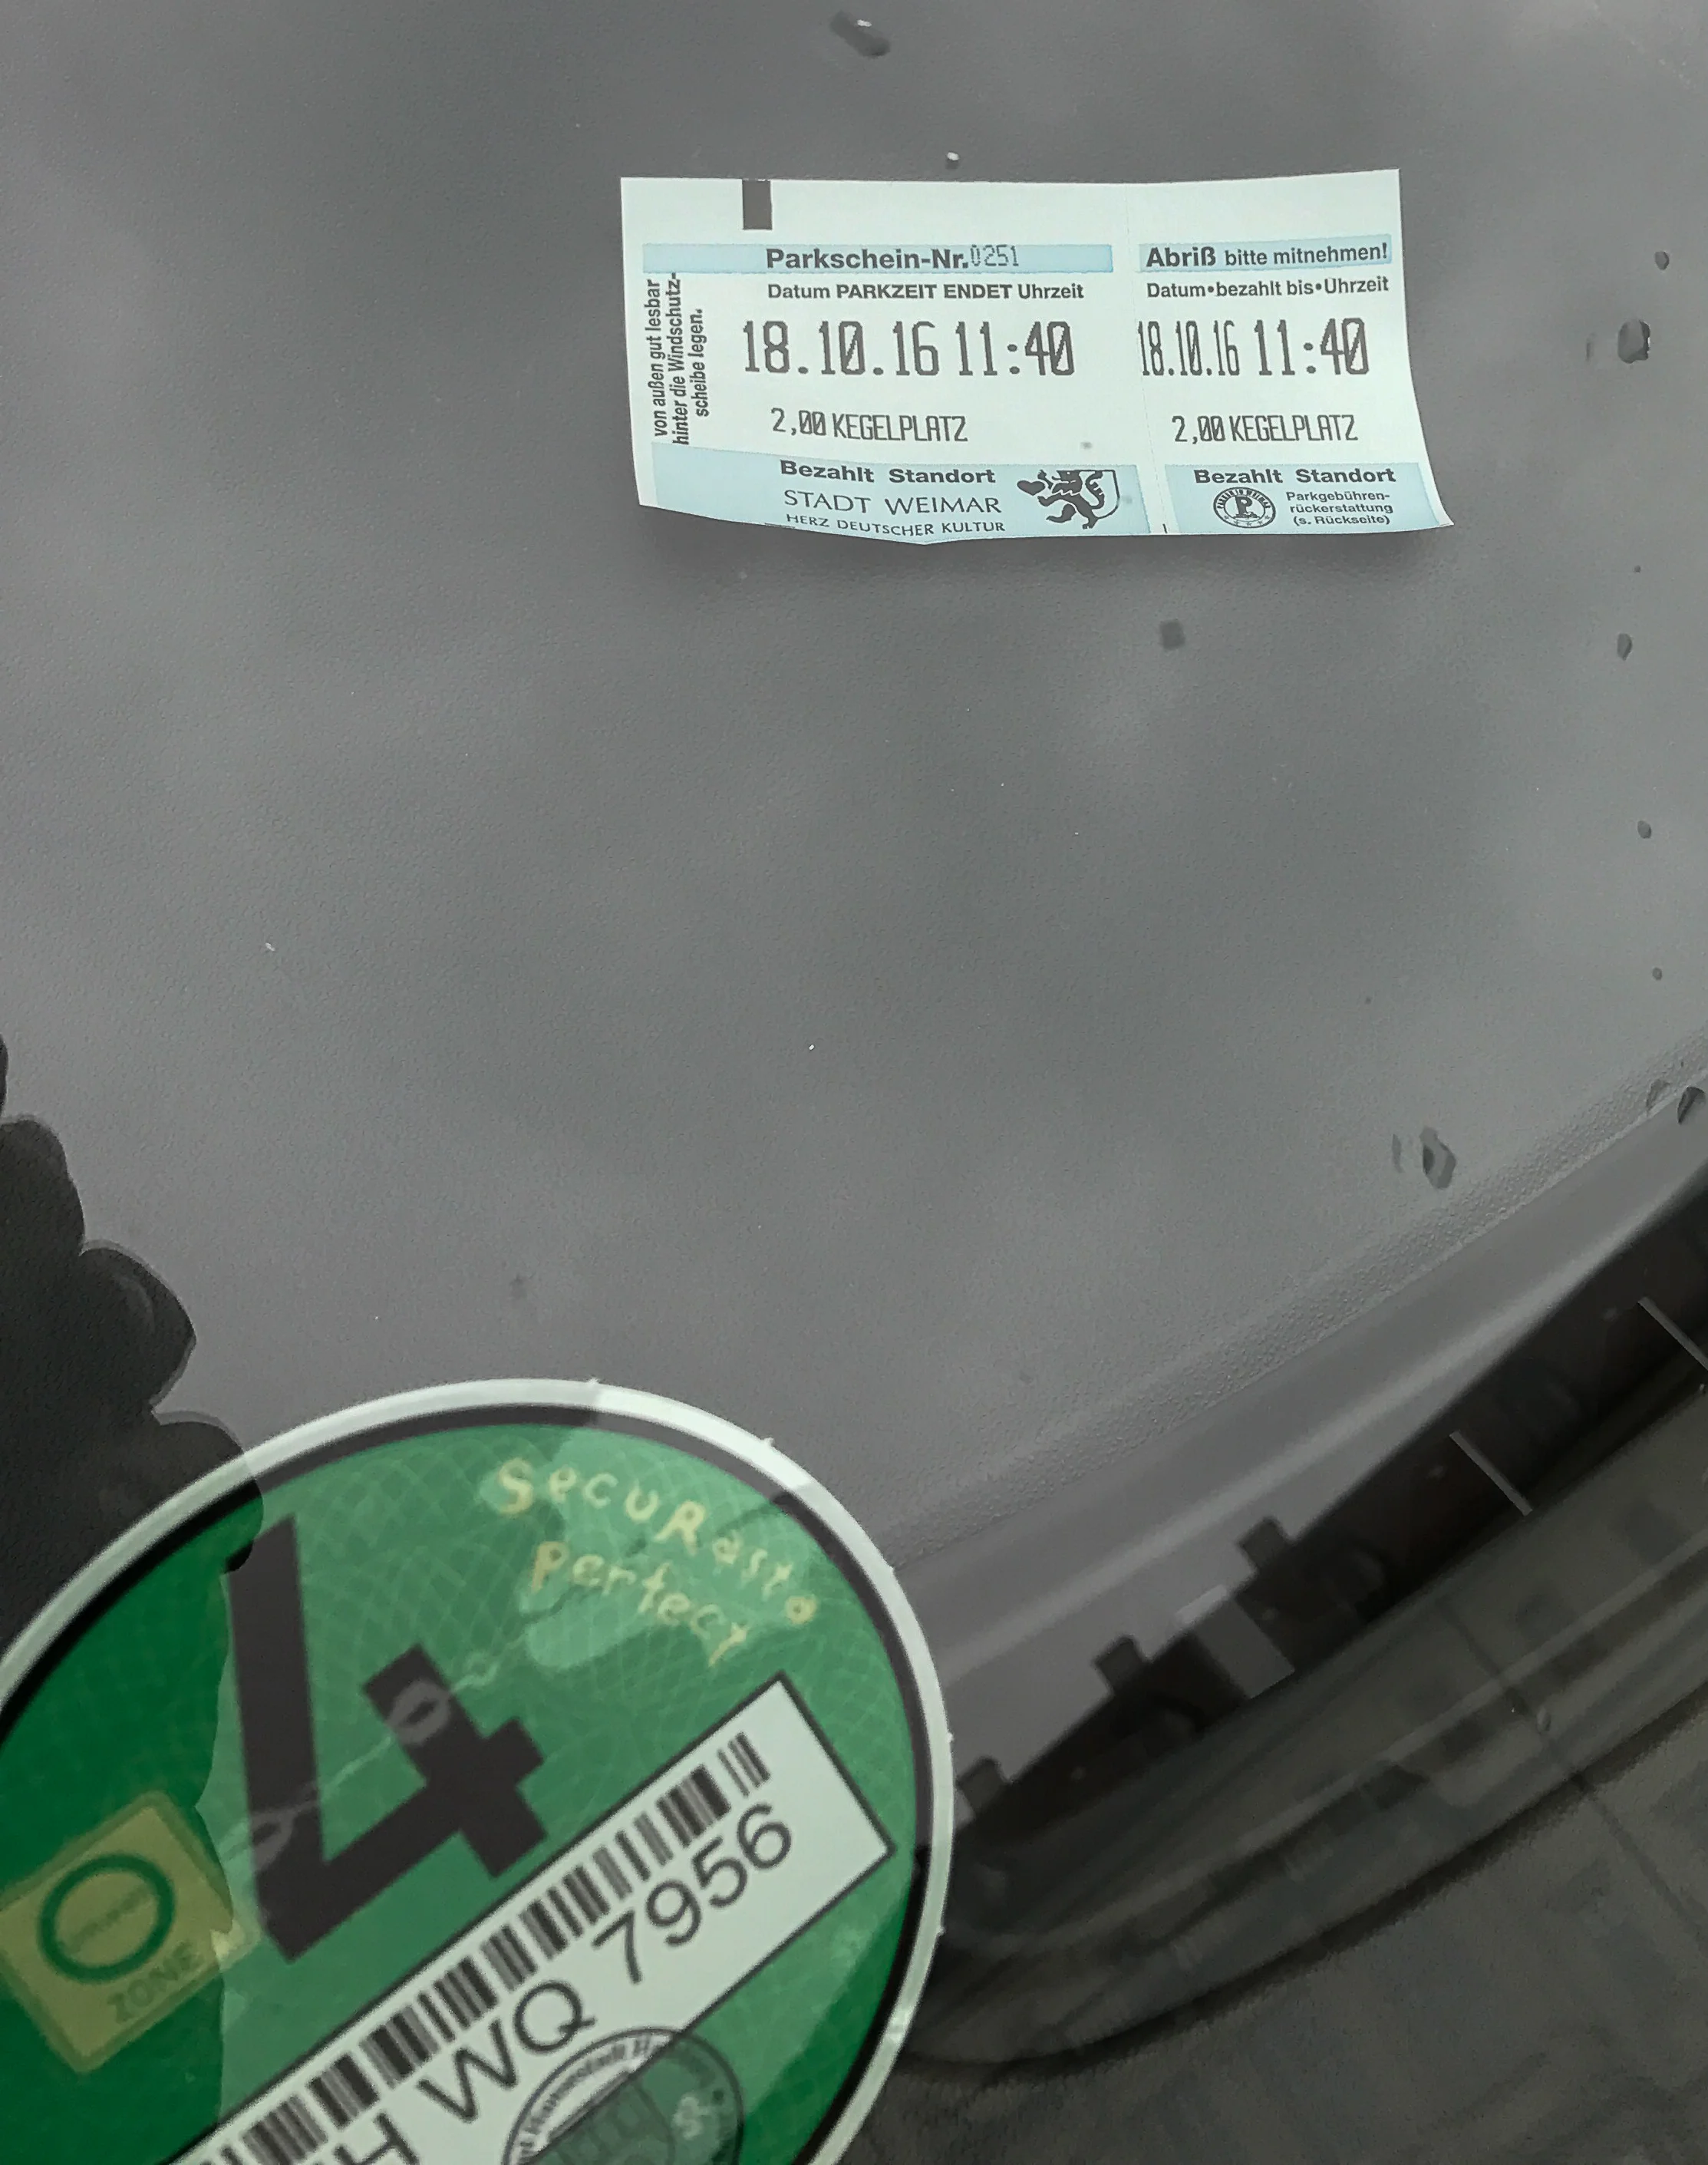 Parkschein-Nr. 0251
Datum PARKZEIT ENDET Uhrzeit
18.10.16 11:40
2,00 KEGELPLATZ
Bezahlt Standort
STADT WEIMAR
HERZ DEUTSCHER KULTUR
von außen gut lesbar
hinter die Windschutz-
scheibe legen.
Abriß bitte mitnehmen!
Datum•bezahlt bis•Uhrzeit
18.10.16 11:40
2,00 KEGELPLATZ
Bezahlt Standort
P
Parkgebühren-
rückerstattung
(s. Rückseite)
SecuRasta
perfect
4
ZONE
H WQ 7956